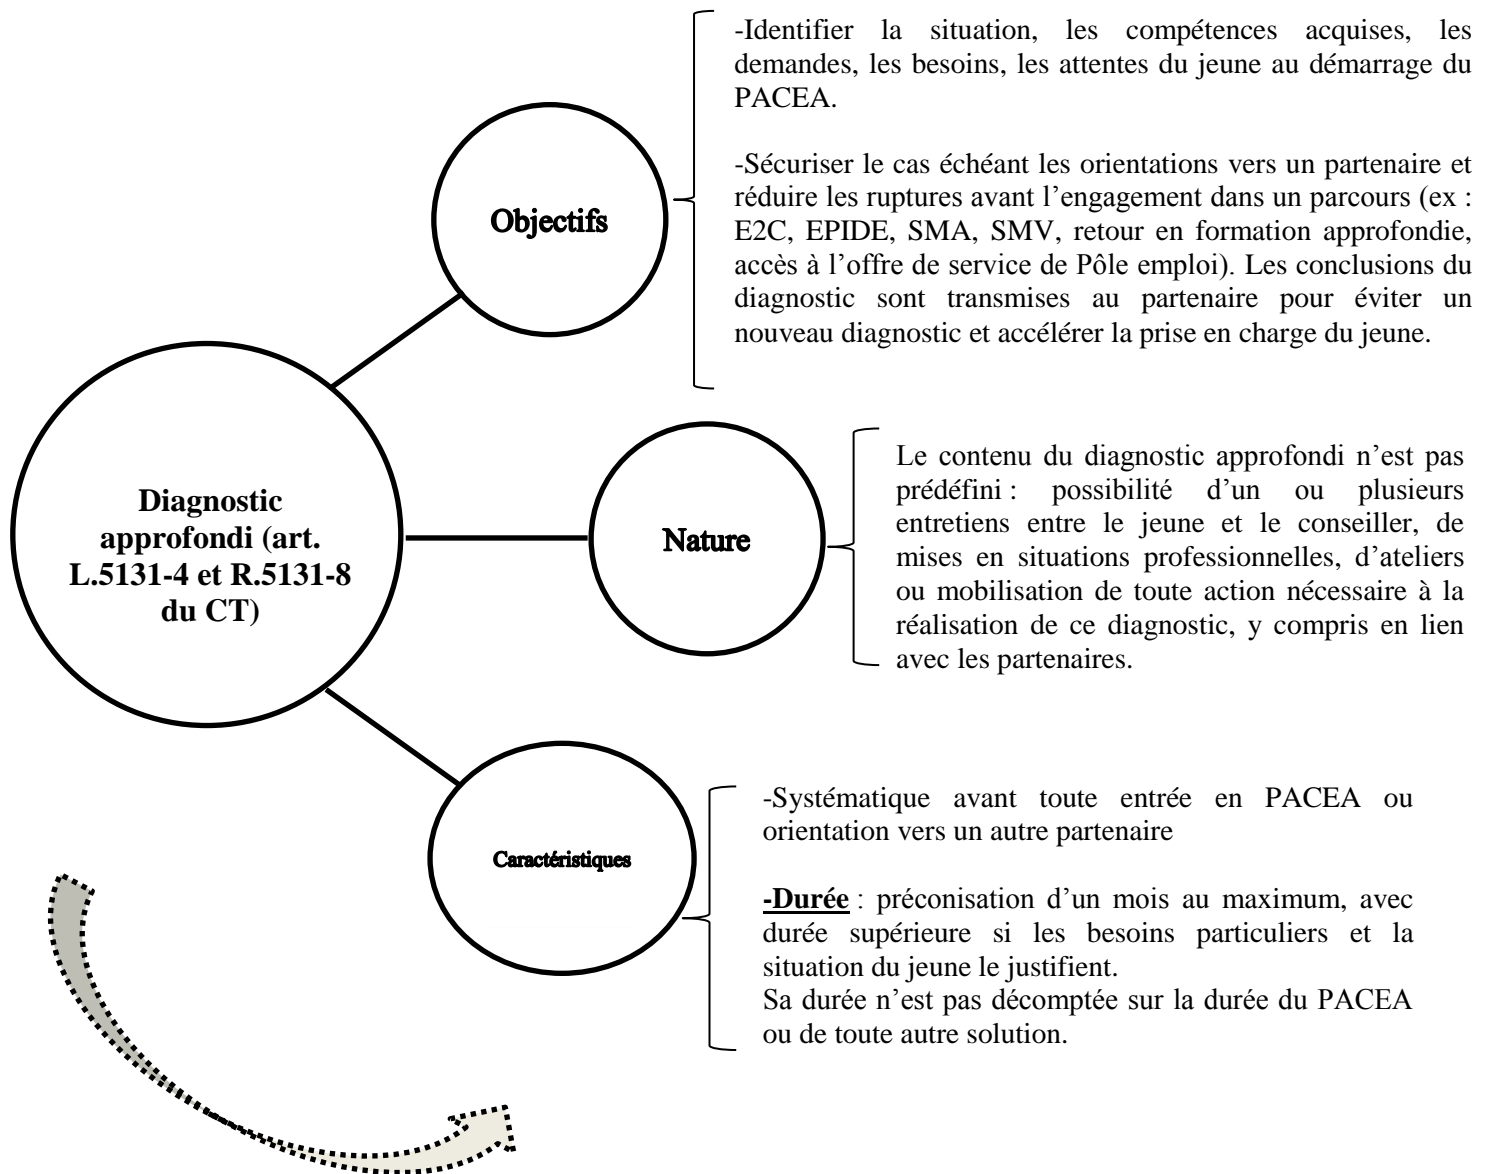 -Identifier la situation, les compétences acquises, les
demandes, les besoins, les attentes du jeune au démarrage du
PACEA.
-Sécuriser le cas échéant les orientations vers un partenaire et
réduire les ruptures avant l’engagement dans un parcours (ex :
E2C, EPIDE, SMA, SMV, retour en formation approfondie,
accès à l’offre de service de Pôle emploi). Les conclusions du
diagnostic sont transmises au partenaire pour éviter un
nouveau diagnostic et accélérer la prise en charge du jeune.
Objectifs
Diagnostic
approfondi (art.
L.5131-4 et R.5131-8
du CT)
Nature
Le contenu du diagnostic approfondi n’est pas
prédéfini : possibilité d’un ou plusieurs
entretiens entre le jeune et le conseiller, de
mises en situations professionnelles, d’ateliers
ou mobilisation de toute action nécessaire à la
réalisation de ce diagnostic, y compris en lien
avec les partenaires.
Caractéristiques
-Systématique avant toute entrée en PACEA ou
orientation vers un autre partenaire
-Durée : préconisation d’un mois au maximum, avec
durée supérieure si les besoins particuliers et la
situation du jeune le justifient.
Sa durée n’est pas décomptée sur la durée du PACEA
ou de toute autre solution.